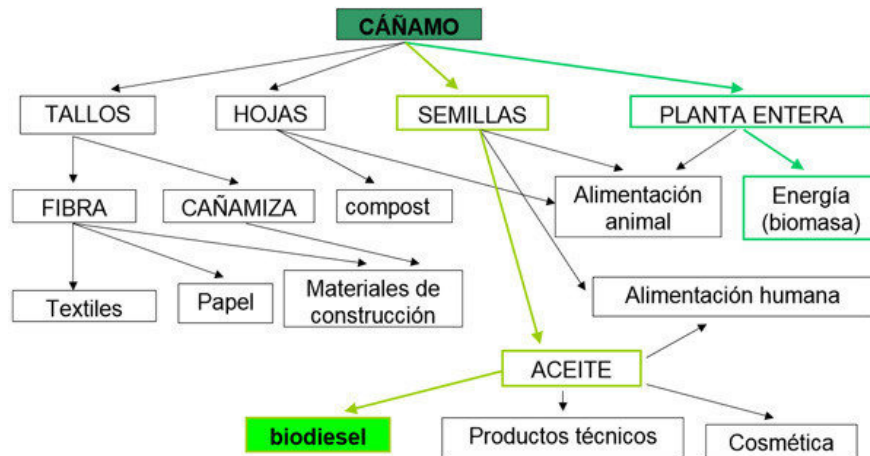 CÁÑAMO
TALLOS
HOJAS
SEMILLAS
PLANTA ENTERA
FIBRA
CAÑAMIZA
compost
Alimentación
animal
Energía
(biomasa)
Textiles
Papel
Materiales de
construcción
Alimentación humana
ACEITE
biodiesel
Productos técnicos
Cosmética